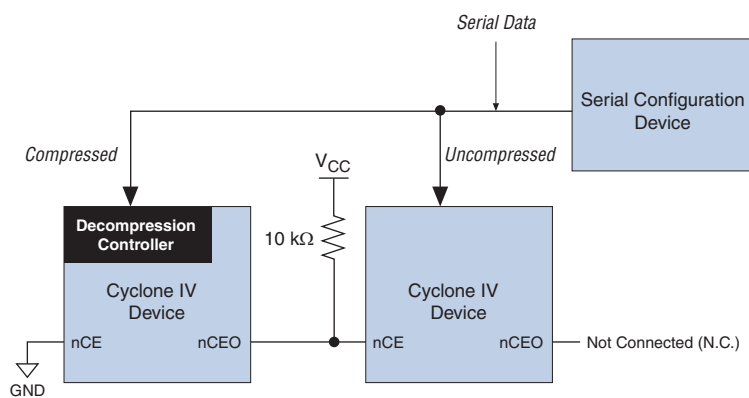 Serial Data
Serial Configuration
Device
Compressed
Uncompressed
VCC
Decompression
Controller
10 kΩ
Cyclone IV
Device
Cyclone IV
Device
nCE
nCEO
nCE
nCEO
Not Connected (N.C.)
GND